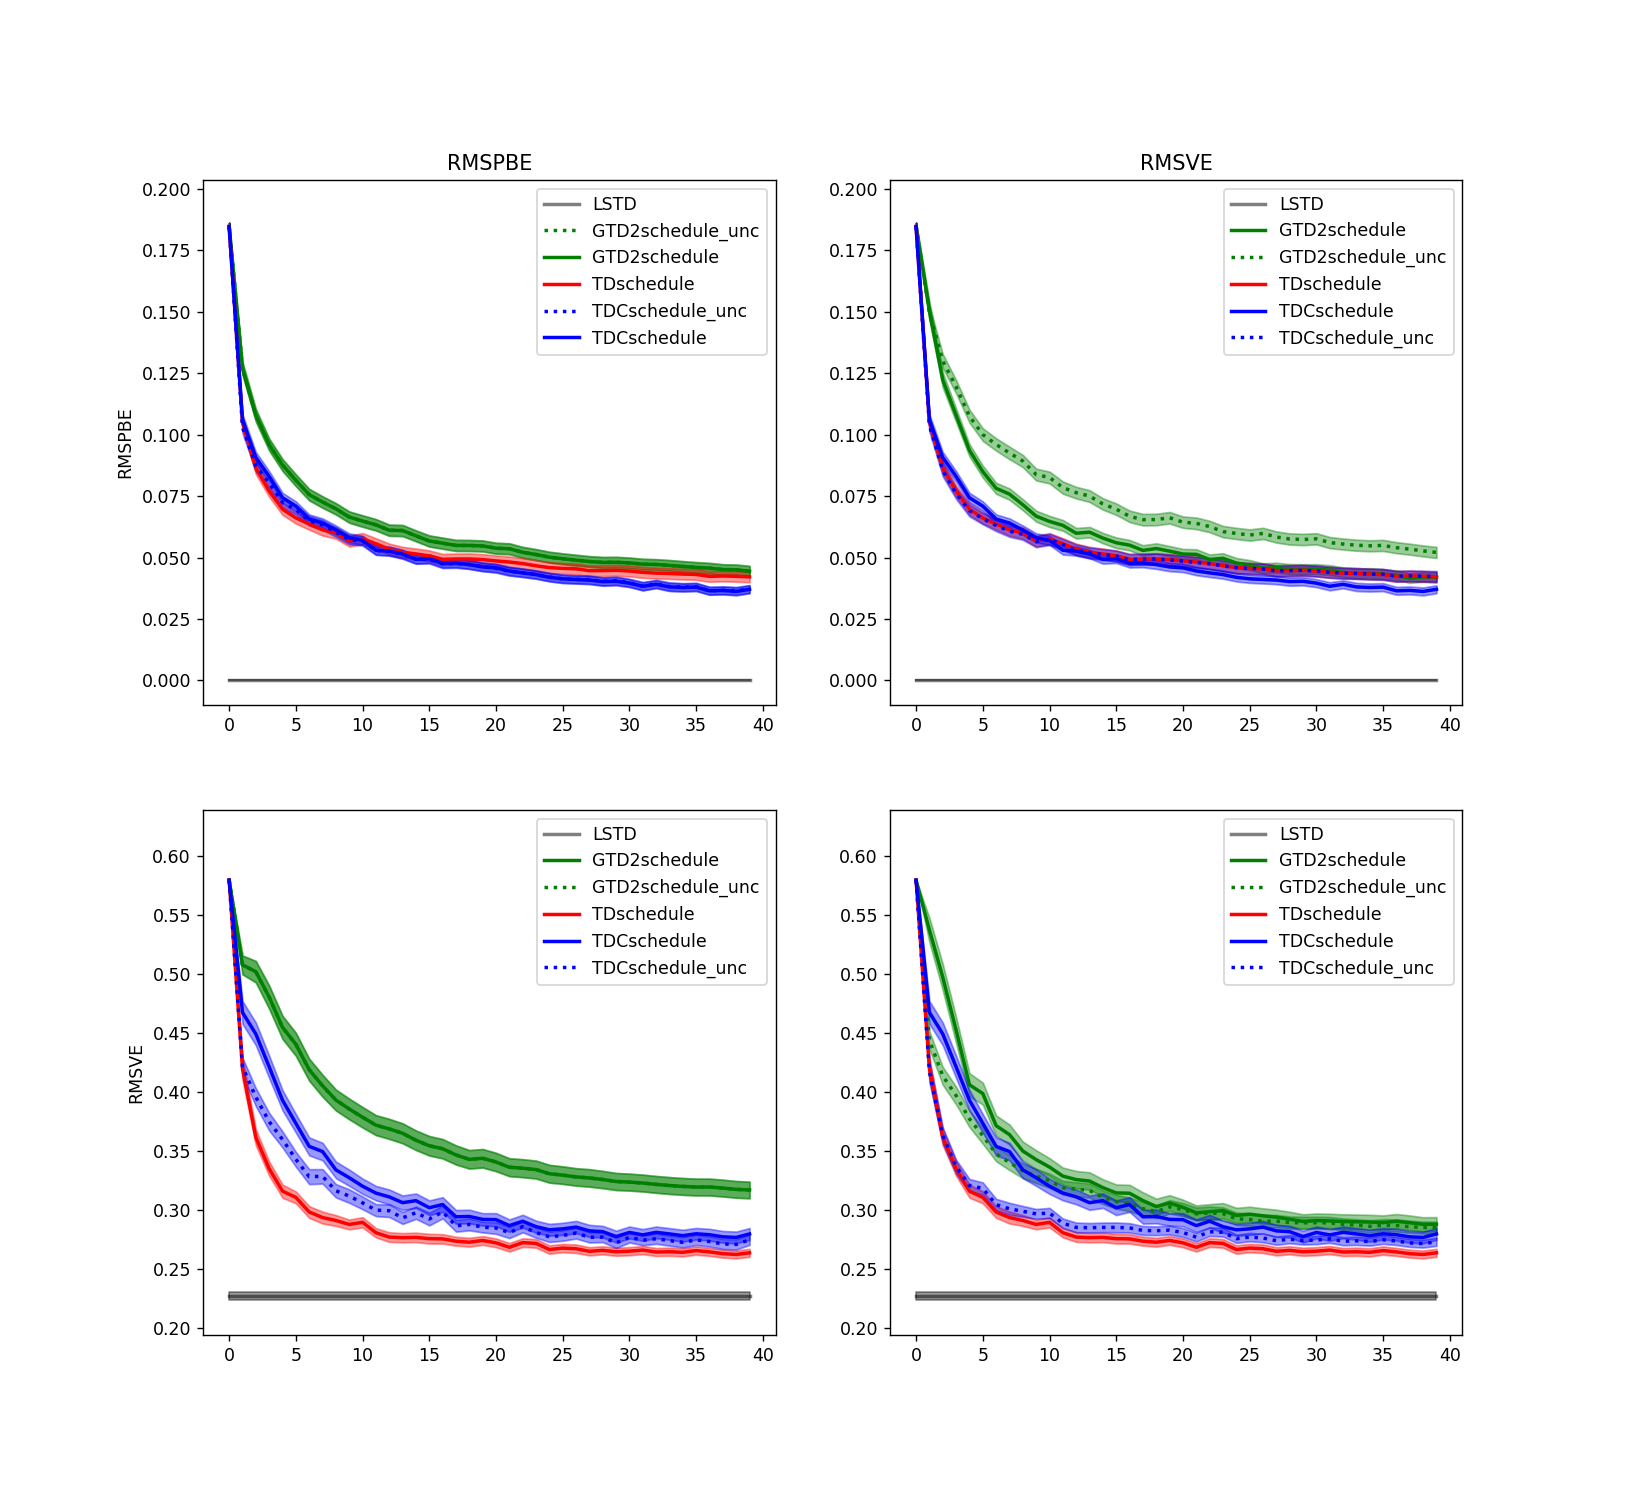 RMSPBE
RMSVE
0.200
0.175
0.150
0.125
0.100
0.075
0.050
0.025
0.000
RMSPBE
LSTD
GTD2schedule_unc
GTD2schedule
TDschedule
TDCschedule_unc
TDCschedule
0 5 10 15 20 25 30 35 40
0.200
0.175
0.150
0.125
0.100
0.075
0.050
0.025
0.000
LSTD
GTD2schedule
GTD2schedule_unc
TDschedule
TDCschedule
TDCschedule_unc
0 5 10 15 20 25 30 35 40
0.60
0.55
0.50
0.45
0.40
0.35
0.30
0.25
0.20
RMSVE
LSTD
GTD2schedule
GTD2schedule_unc
TDschedule
TDCschedule
TDCschedule_unc
0 5 10 15 20 25 30 35 40
0.60
0.55
0.50
0.45
0.40
0.35
0.30
0.25
0.20
LSTD
GTD2schedule
GTD2schedule_unc
TDschedule
TDCschedule
TDCschedule_unc
0 5 10 15 20 25 30 35 40